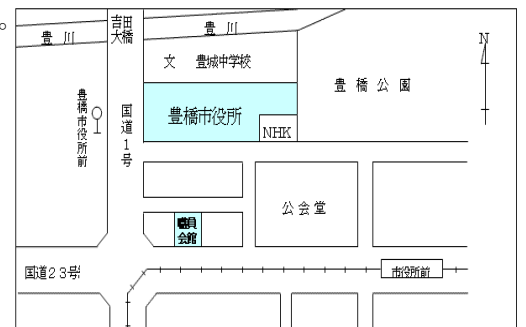 吉田
大橋
豊川
豊川
N
文 豊城中学校
豊橋公園
豊橋市役所前
国道1号
豊橋市役所
NHK
公会堂
職員
会館
国道23号
市役所前